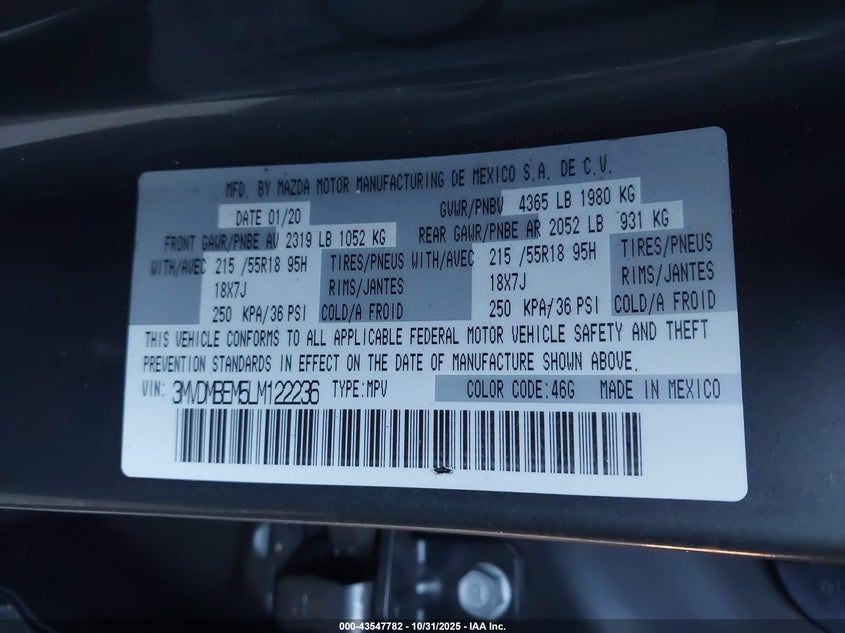 MFD. BY MAZDA MOTOR MANUFACTURING DE MEXICO S.A. DE C.V.
DATE 01/20 GVWR/PNBV 4365 LB 1980 KG
FRONT GAWR/PNBE AV 2319 LB 1052 KG REAR GAWR/PNBE AR 2052 LB 931 KG
WITH/AVEC 215 /55R18 95H TIRES/PNEUS WITH/AVEC 215 /55R18 95H TIRES/PNEUS
18X7J RIMS/JANTES 18X7J RIMS/JANTES
250 KPA/36 PSI COLD/A FROID 250 KPA/36 PSI COLD/A FROID
THIS VEHICLE CONFORMS TO ALL APPLICABLE FEDERAL MOTOR VEHICLE SAFETY AND THEFT
PREVENTION STANDARDS IN EFFECT ON THE DATE OF MANUFACTURE SHOWN ABOVE.
VIN: 3MVDMBEM5LM122236 TYPE:MPV COLOR CODE:46G MADE IN MEXICO
000-43547782 - 10/31/2025 - IAA Inc.